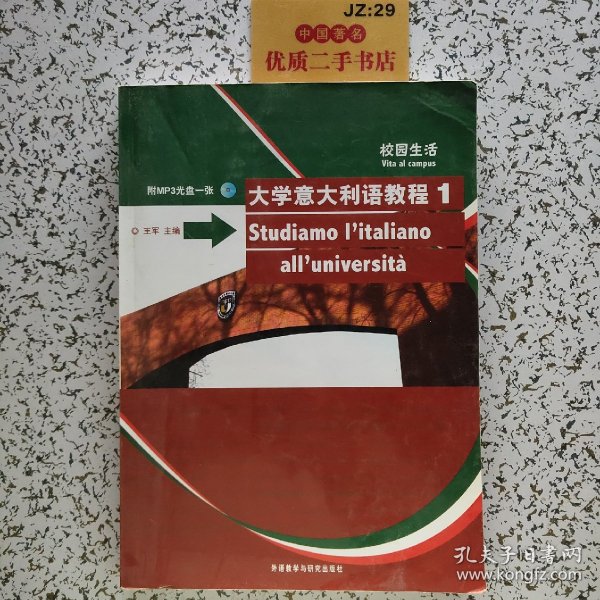 JZ:29
中国著名
优质二手书店
校园生活
Vita al campus
附MP3光盘一张
大学意大利语教程 1
王军 主编
Studiamo l'italiano
all'università
外语教学与研究出版社
孔夫子旧书网
www.kongfz.com